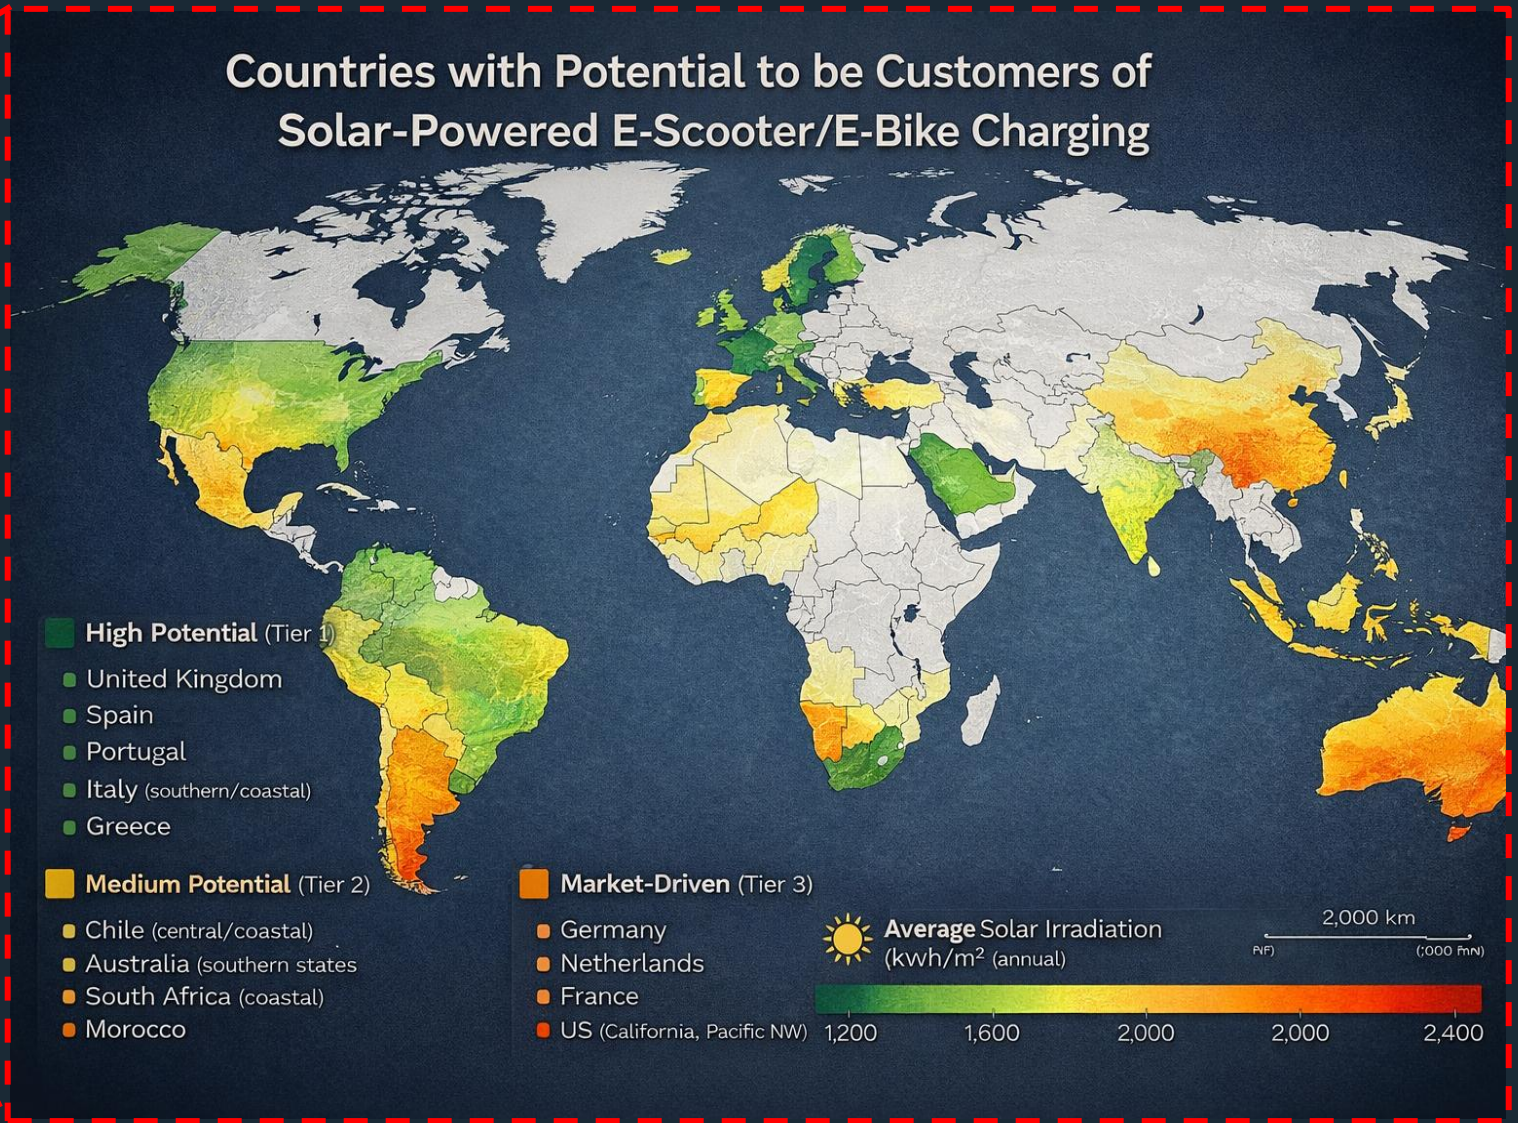 Countries with Potential to be Customers of
Solar-Powered E-Scooter/E-Bike Charging
High Potential (Tier 1)
United Kingdom
Spain
Portugal
Italy (southern/coastal)
Greece
Medium Potential (Tier 2)
Chile (central/coastal)
Australia (southern states
South Africa (coastal)
Morocco
Market-Driven (Tier 3)
Germany
Netherlands
France
US (California, Pacific NW)
Average Solar Irradiation
(kwh/m² (annual)
1,200 1,600 2,000 2,000 2,400
2,000 km